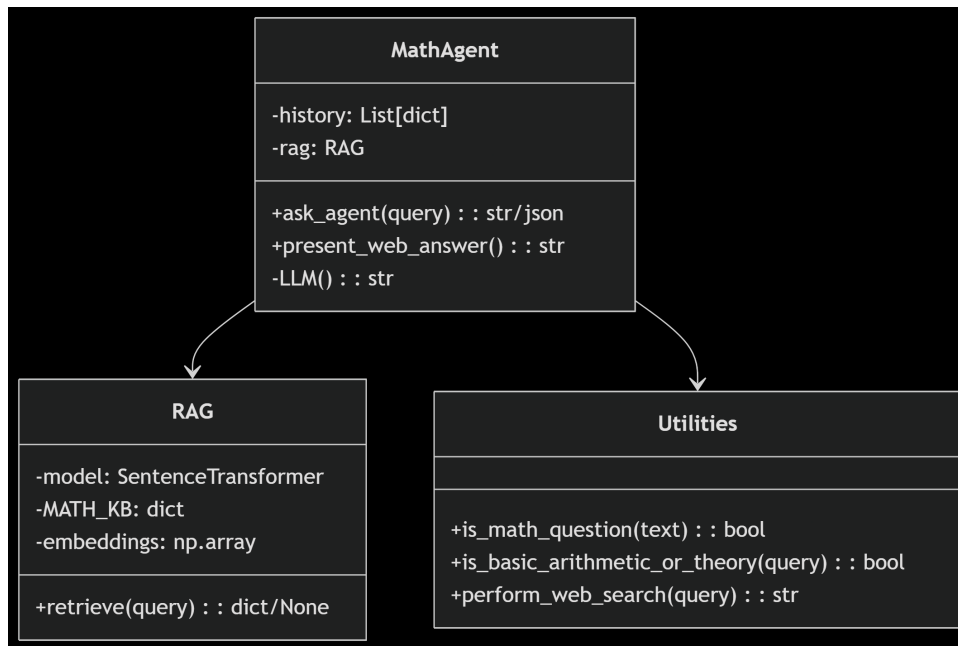 MathAgent
-history: List[dict]
-rag: RAG
+ask_agent(query) : : str/json
+present_web_answer() : : str
-LLM() : : str
RAG
-model: SentenceTransformer
-MATH_KB: dict
-embeddings: np.array
+retrieve(query) : : dict/None
Utilities
+is_math_question(text) : : bool
+is_basic_arithmetic_or_theory(query) : : bool
+perform_web_search(query) : : str